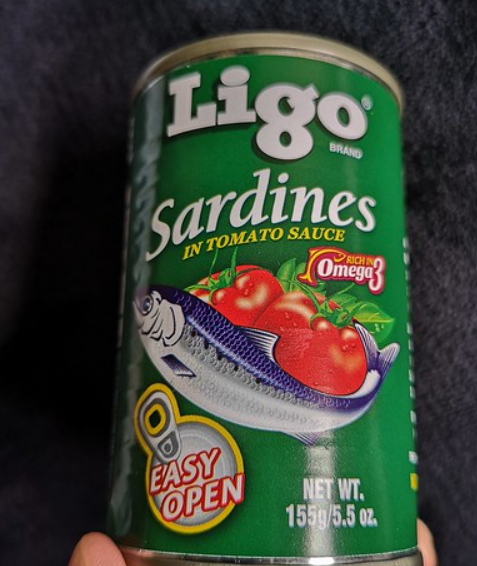 Ligo®
BRAND
Sardines
IN TOMATO SAUCE
RICH IN
Omega3
EASY
OPEN
NET WT.
155g/5.5 oz.